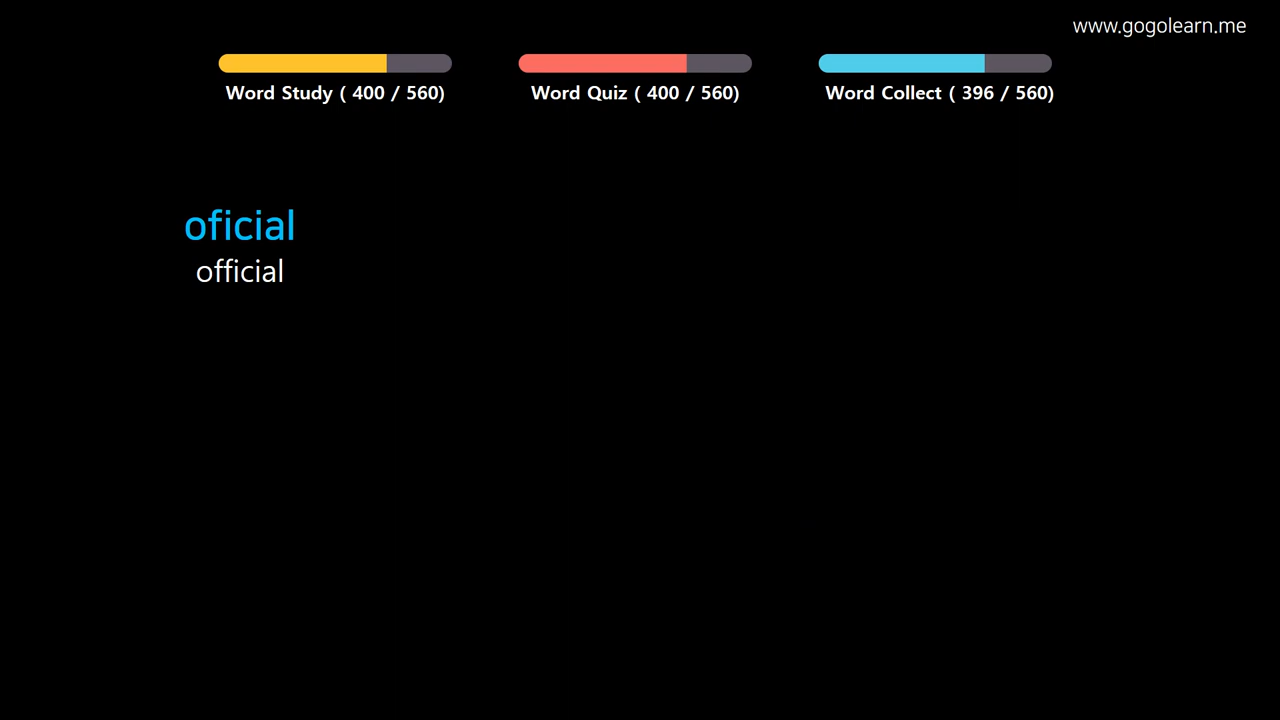 www.gogolearn.me
Word Study ( 400 / 560)
Word Quiz ( 400 / 560)
Word Collect ( 396 / 560)
oficial
official